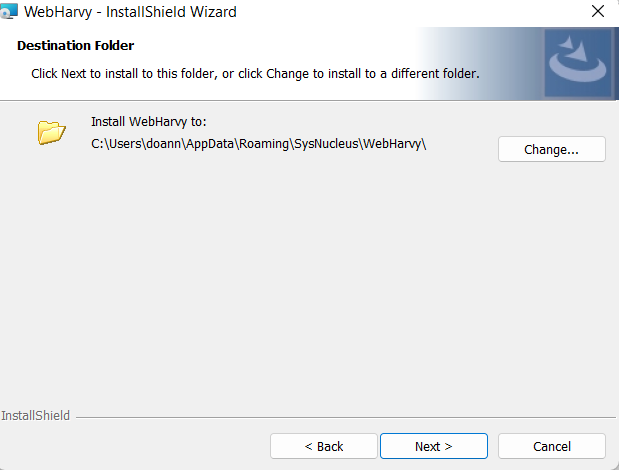 WebHarvy - InstallShield Wizard
Destination Folder
Click Next to install to this folder, or click Change to install to a different folder.
Install WebHarvy to:
C:\Users\doann\AppData\Roaming\SysNucleus\WebHarvy\
Change...
InstallShield
< Back
Next >
Cancel